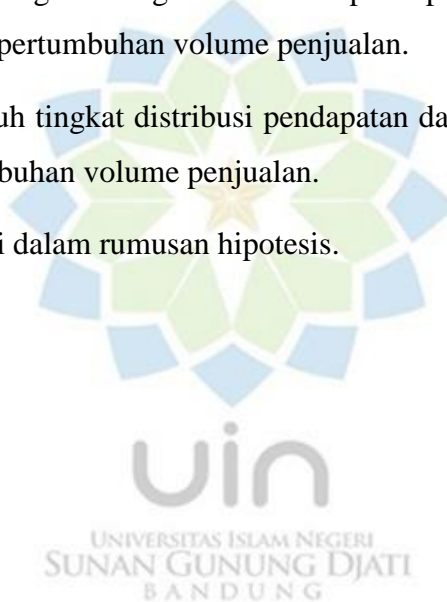 pertumbuhan volume penjualan.
uh tingkat distribusi pendapatan da
buhan volume penjualan.
i dalam rumusan hipotesis.
uin
UNIVERSITAS ISLAM NEGERI
SUNAN GUNUNG DJATI
BANDUNG